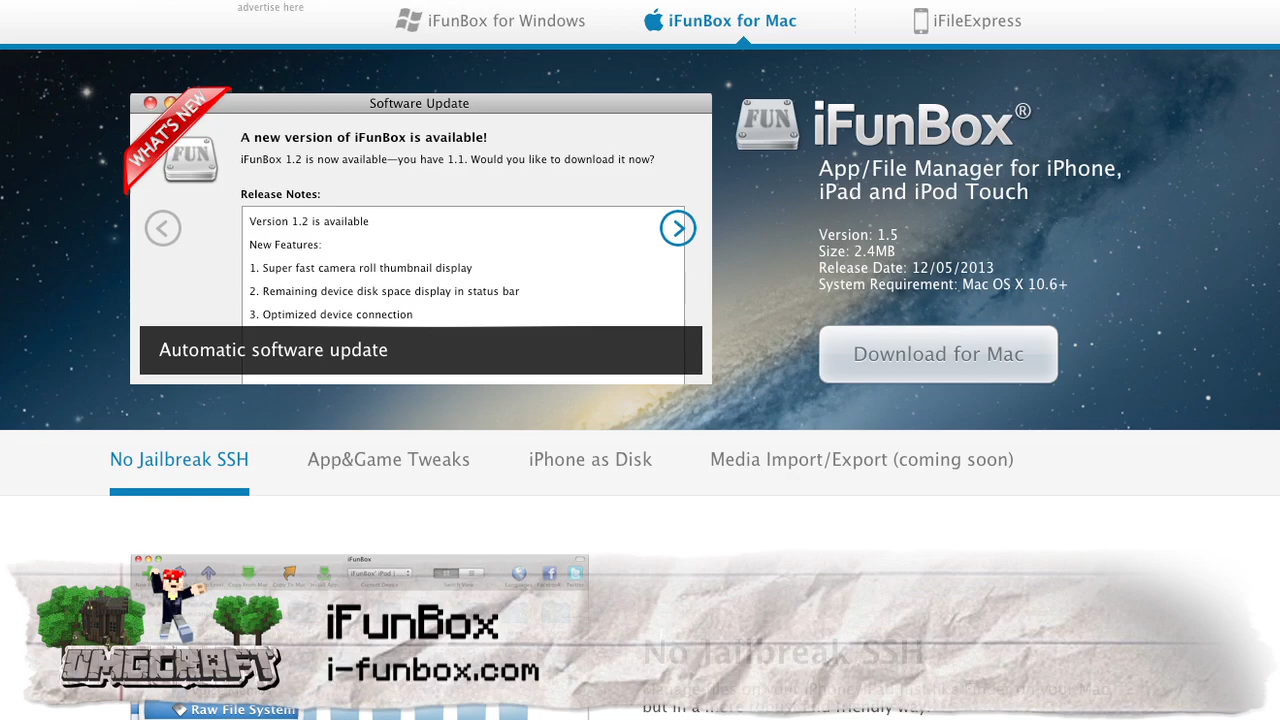 advertise here
iFunBox for Windows
iFunBox for Mac
iFileExpress
Software Update
WHAT'S NEW
FUN
A new version of iFunBox is available!
iFunBox 1.2 is now available—you have 1.1. Would you like to download it now?
Release Notes:
Version 1.2 is available
New Features:
1. Super fast camera roll thumbnail display
2. Remaining device disk space display in status bar
3. Optimized device connection
Automatic software update
FUN
iFunBox®
App/File Manager for iPhone,
iPad and iPod Touch
Version: 1.5
Size: 2.4MB
Release Date: 12/05/2013
System Requirement: Mac OS X 10.6+
Download for Mac
No Jailbreak SSH
App&Game Tweaks
iPhone as Disk
Media Import/Export (coming soon)
iFunBox
iFunBox
i-funbox.com
OMGCRAFT
No Jailbreak SSH
Raw File System